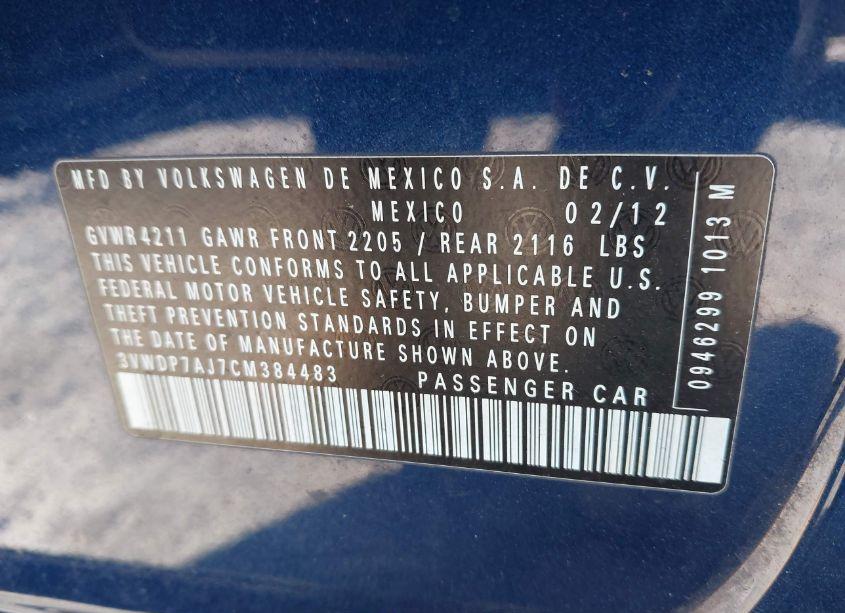 MFD BY VOLKSWAGEN DE MEXICO S.A. DE C.V.
MEXICO 02/12
GVWR4211 GAWR FRONT 2205 / REAR 2116 LBS
THIS VEHICLE CONFORMS TO ALL APPLICABLE U.S.
FEDERAL MOTOR VEHICLE SAFETY, BUMPER AND
THEFT PREVENTION STANDARDS IN EFFECT ON
THE DATE OF MANUFACTURE SHOWN ABOVE.
3VWDP7AJ7CM384483 PASSENGER CAR
0946299 1013 M